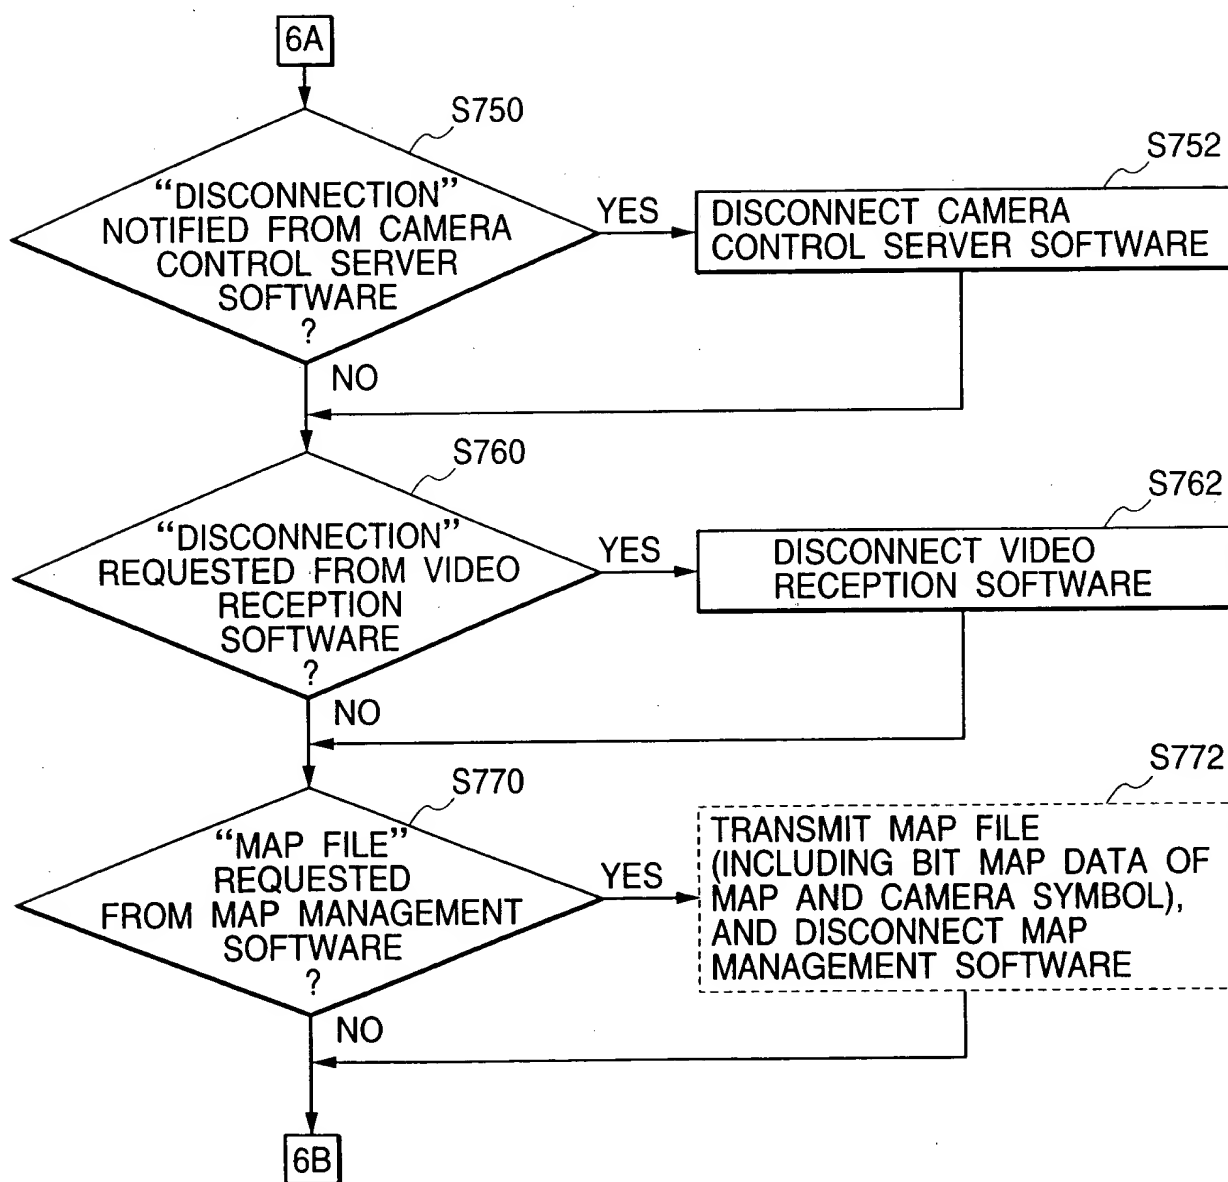 6A
S750
“DISCONNECTION”
NOTIFIED FROM CAMERA
CONTROL SERVER
SOFTWARE
?
YES
S752
DISCONNECT CAMERA
CONTROL SERVER SOFTWARE
NO
S760
“DISCONNECTION”
REQUESTED FROM VIDEO
RECEPTION
SOFTWARE
?
YES
S762
DISCONNECT VIDEO
RECEPTION SOFTWARE
NO
S770
“MAP FILE”
REQUESTED
FROM MAP MANAGEMENT
SOFTWARE
?
YES
S772
TRANSMIT MAP FILE
(INCLUDING BIT MAP DATA OF
MAP AND CAMERA SYMBOL),
AND DISCONNECT MAP
MANAGEMENT SOFTWARE
NO
6B